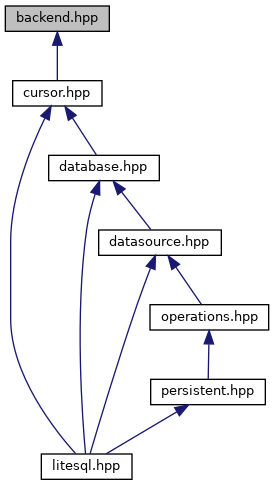 backend.hpp
cursor.hpp
database.hpp
datasource.hpp
operations.hpp
persistent.hpp
litesql.hpp